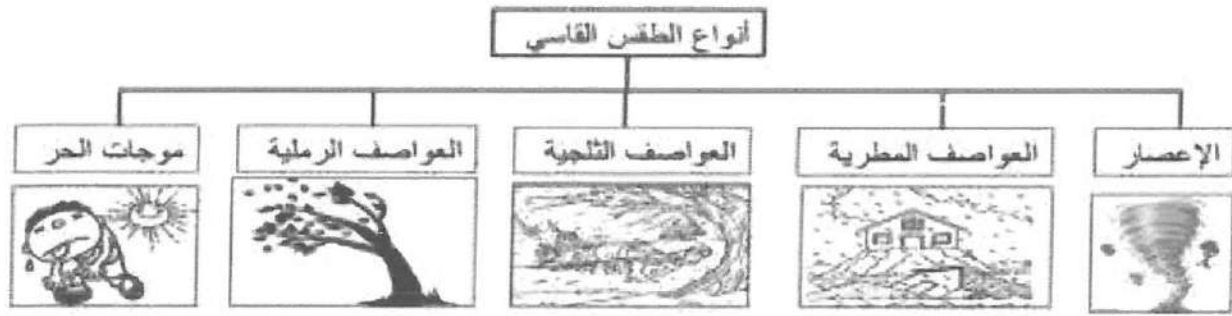 أنواع الطقس القاسي
الإعصار
العواصف المطرية
العواصف الثلجية
العواصف الرملية
موجات الحر